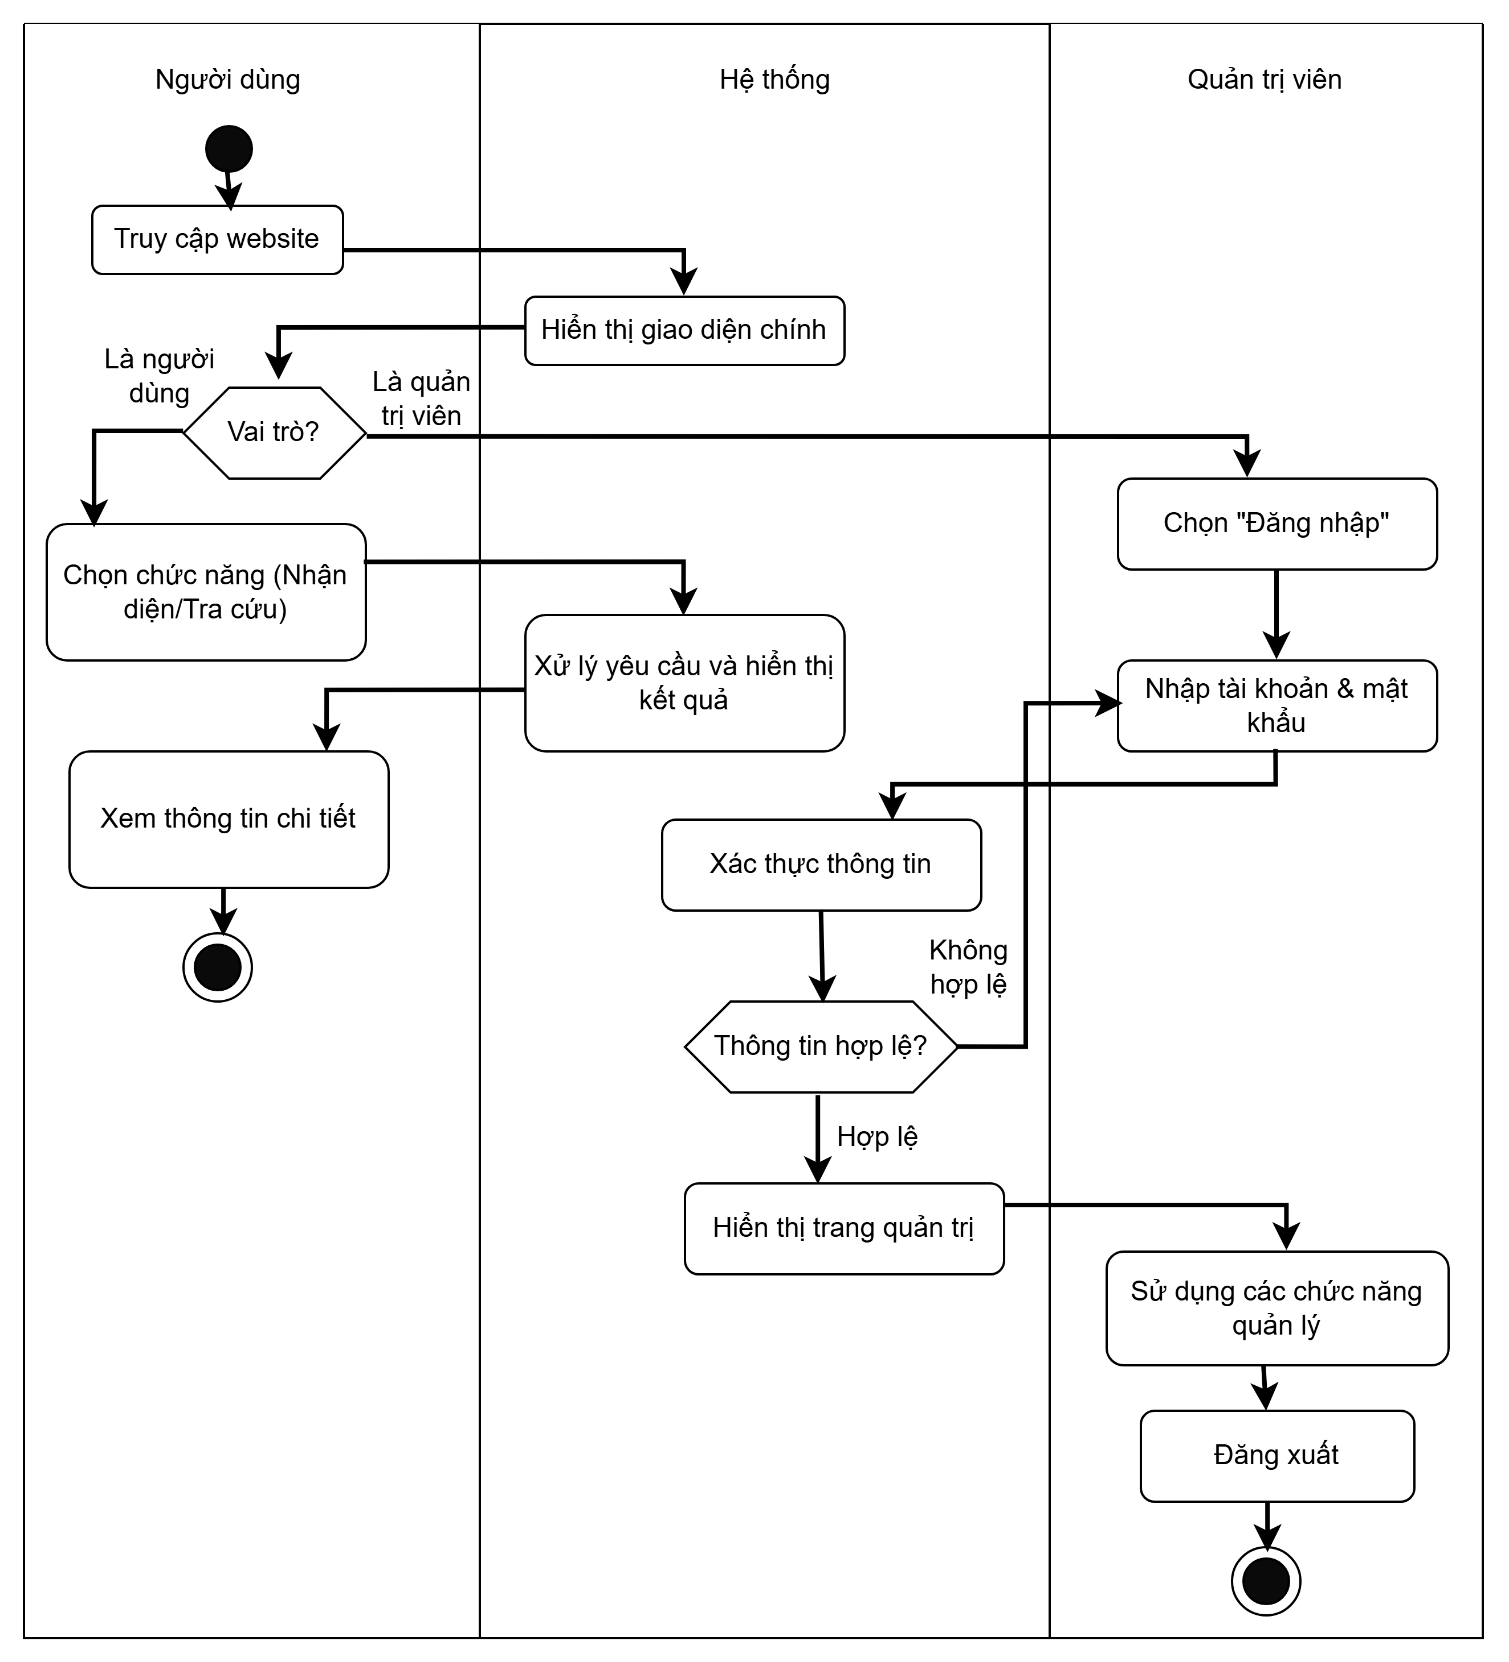 Người dùng
Hệ thống
Quản trị viên
Truy cập website
Hiển thị giao diện chính
Là người
dùng
Là quản
trị viên
Vai trò?
Chọn "Đăng nhập"
Chọn chức năng (Nhận
diện/Tra cứu)
Xử lý yêu cầu và hiển thị
kết quả
Nhập tài khoản & mật
khẩu
Xem thông tin chi tiết
Xác thực thông tin
Không
hợp lệ
Thông tin hợp lệ?
Hợp lệ
Hiển thị trang quản trị
Sử dụng các chức năng
quản lý
Đăng xuất